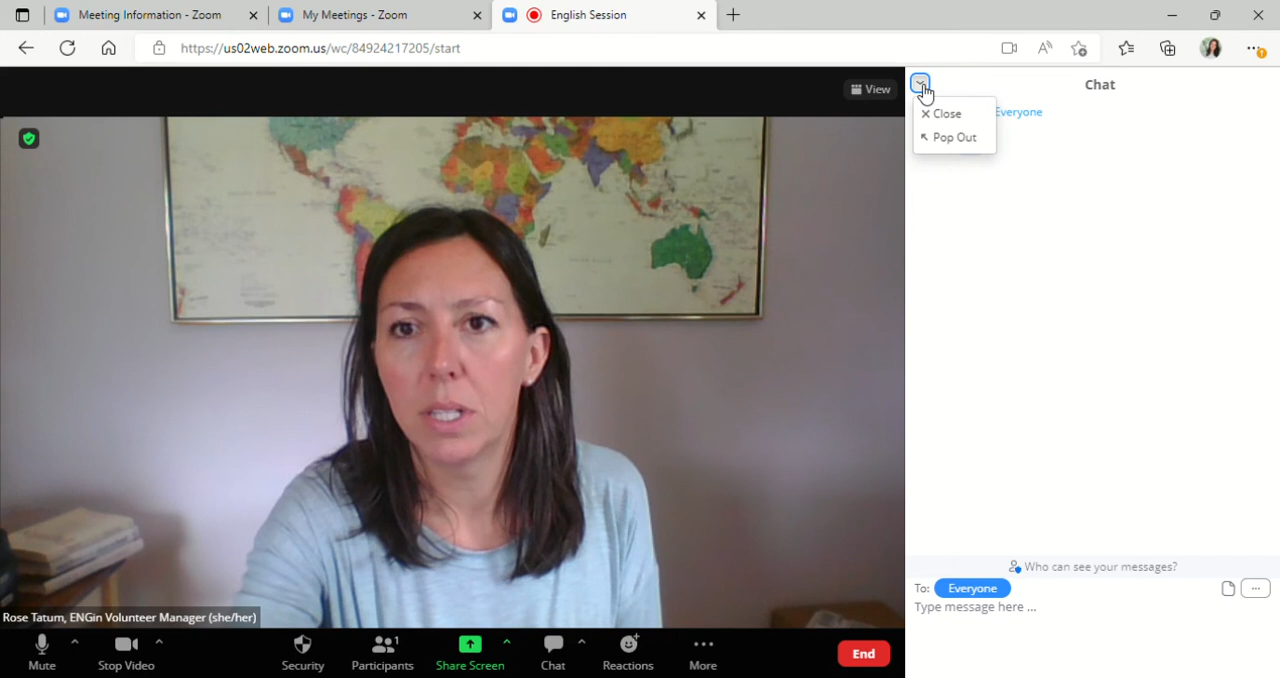 Meeting Information - Zoom
My Meetings - Zoom
English Session
https://us02web.zoom.us/wc/84924217205/start
View
Chat
Close
Everyone
Pop Out
Who can see your messages?
To: Everyone
Type message here ...
Rose Tatum, ENGin Volunteer Manager (she/her)
Mute
Stop Video
Security
1
Participants
Share Screen
Chat
Reactions
More
End